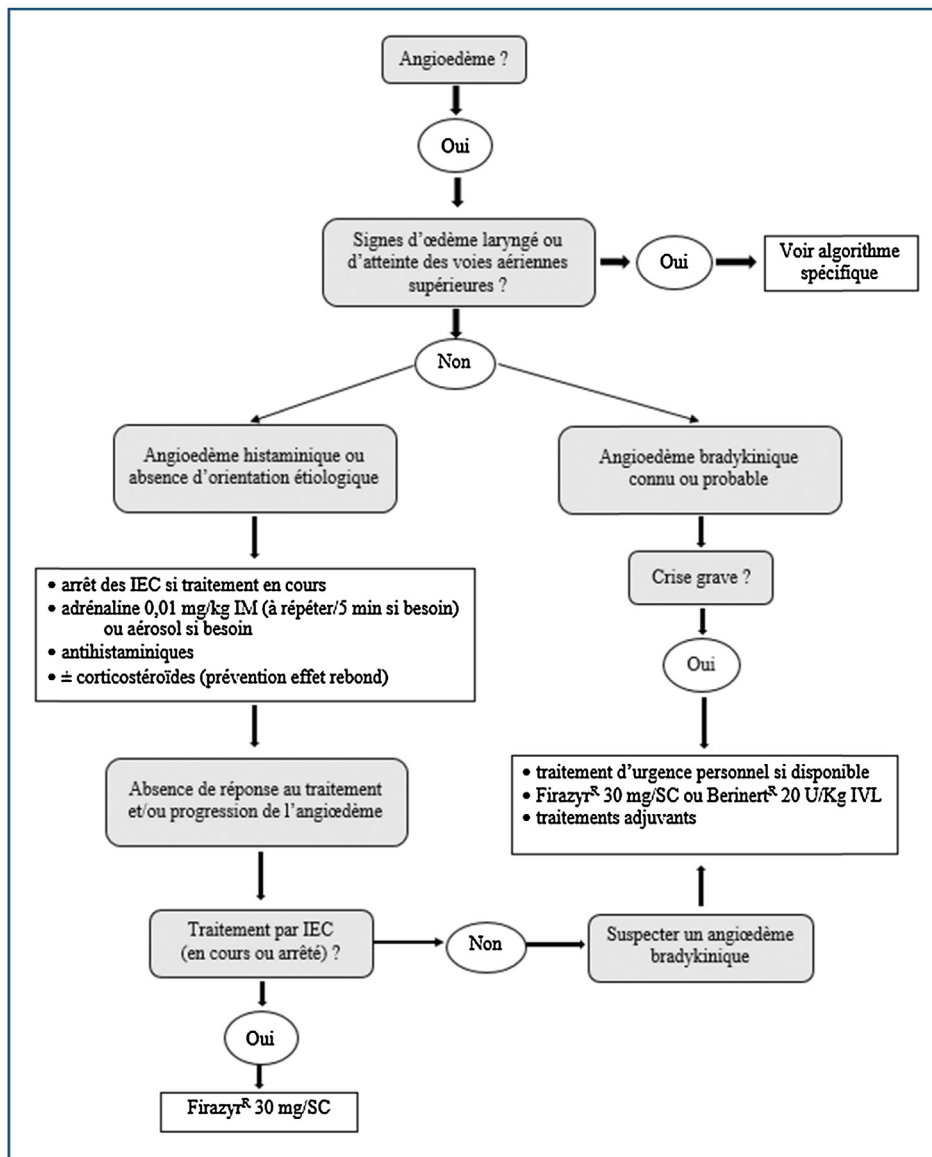 Angioedème ?
Oui
Signes d'œdème laryngé ou
d'atteinte des voies aériennes
supérieures ?
Oui
Voir algorithme
spécifique
Non
Angioedème histaminique ou
absence d'orientation étiologique
Angioedème bradykinique
connu ou probable
• arrêt des IEC si traitement en cours
• adrénaline 0,01 mg/kg IM (à répéter/5 min si besoin)
ou aérosol si besoin
• antihistaminiques
• ± corticostéroïdes (prévention effet rebond)
Crise grave ?
Oui
Absence de réponse au traitement
et/ou progression de l'angiœdème
• traitement d'urgence personnel si disponible
• Firazyrᴿ 30 mg/SC ou Berinertᴿ 20 U/Kg IVL
• traitements adjuvants
Traitement par IEC
(en cours ou arrêté) ?
Non
Suspecter un angiœdème
bradykinique
Oui
Firazyrᴿ 30 mg/SC